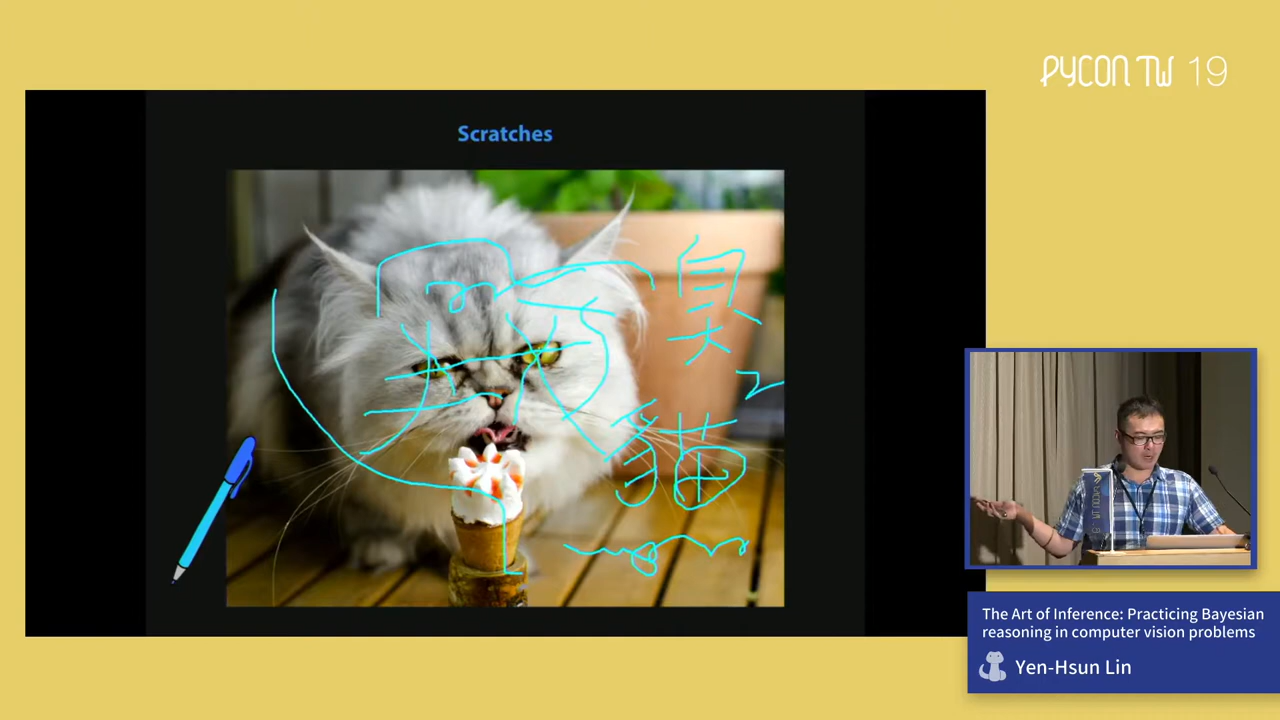 PYCON TW 19
Scratches
臭
貓
The Art of Inference: Practicing Bayesian
reasoning in computer vision problems
Yen-Hsun Lin